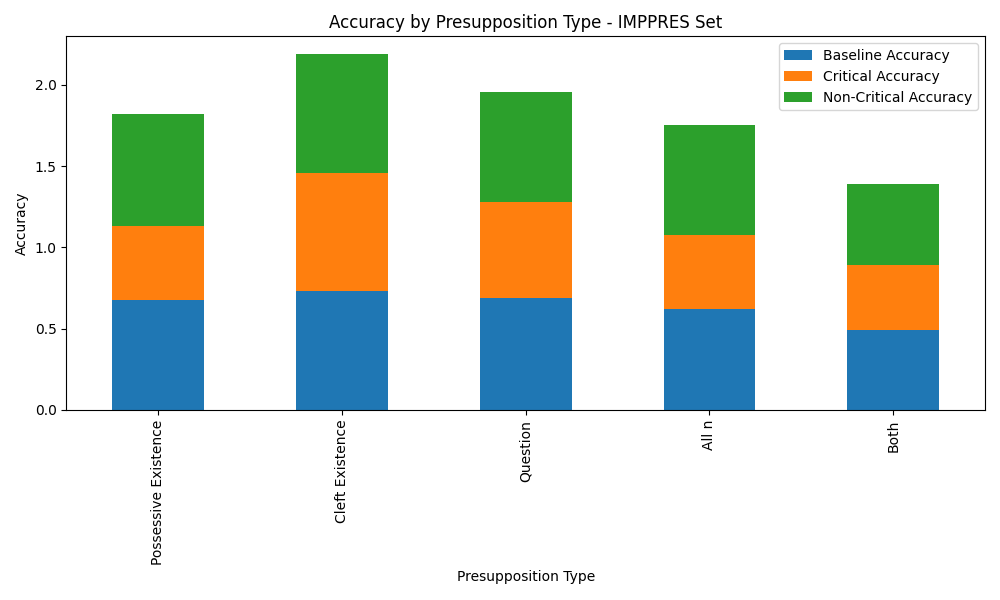 Accuracy by Presupposition Type - IMPPRES Set
Baseline Accuracy
Critical Accuracy
Non-Critical Accuracy
Accuracy
2.0
1.5
1.0
0.5
0.0
Possessive Existence
Cleft Existence
Question
All n
Both
Presupposition Type